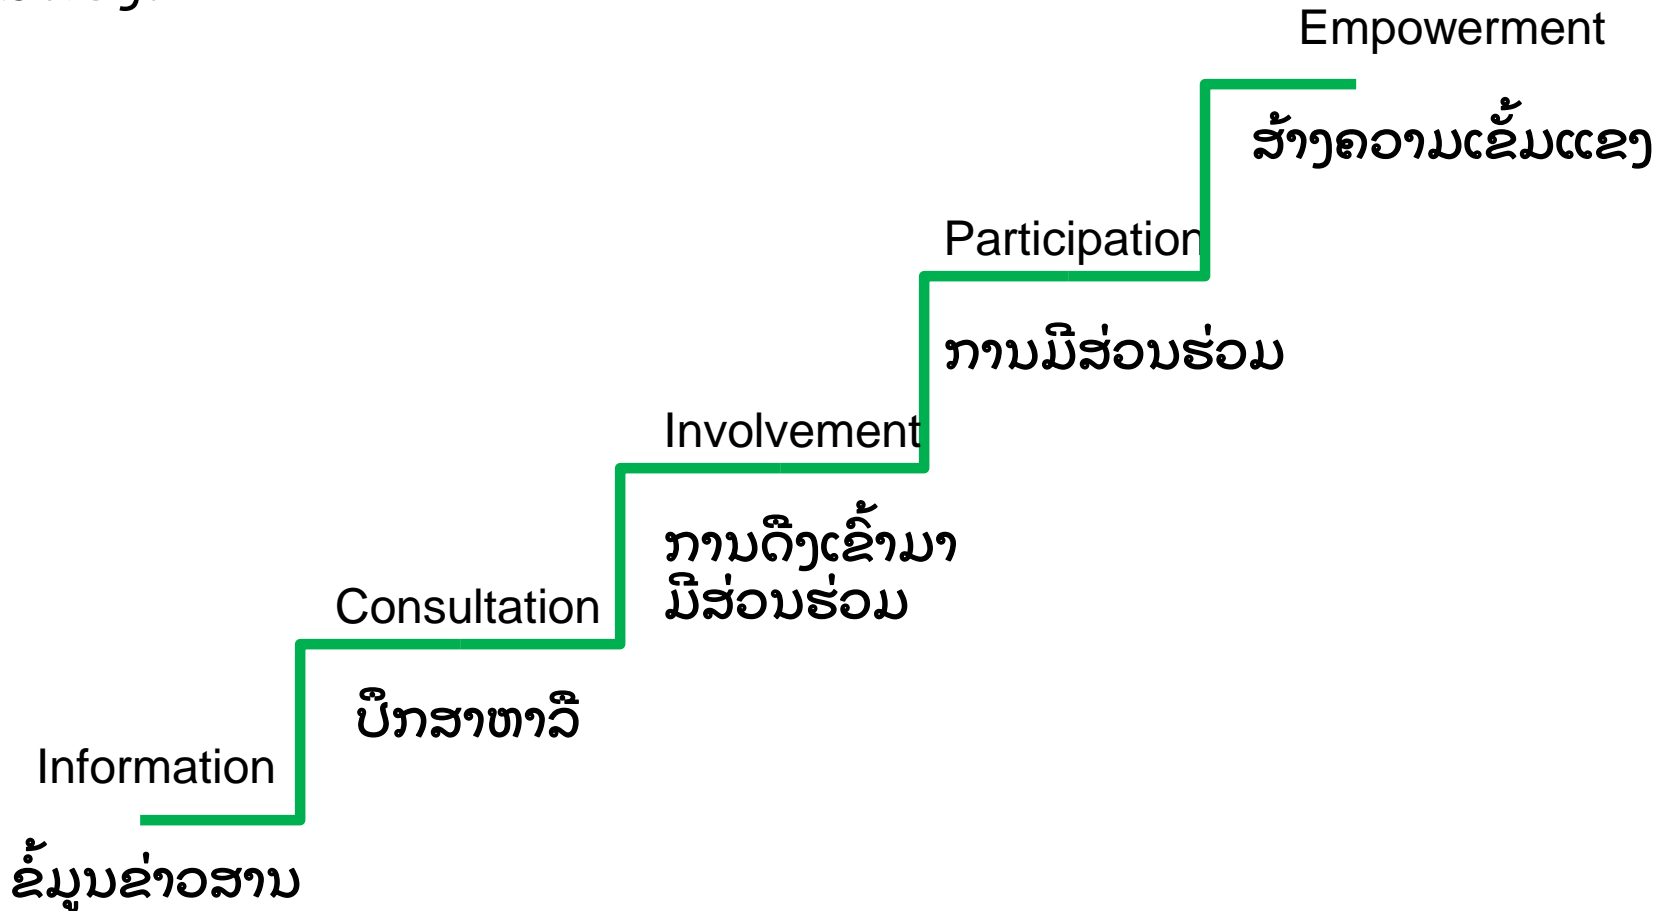 Empowerment
ສ້າງຄວາມເຂັ້ມແຂງ
Participation
ການມີສ່ວນຮ່ວມ
Involvement
ການດຶງເຂົ້າມາ
ມີສ່ວນຮ່ວມ
Consultation
ປຶກສາຫາລື
Information
ຂໍ້ມູນຂ່າວສານ